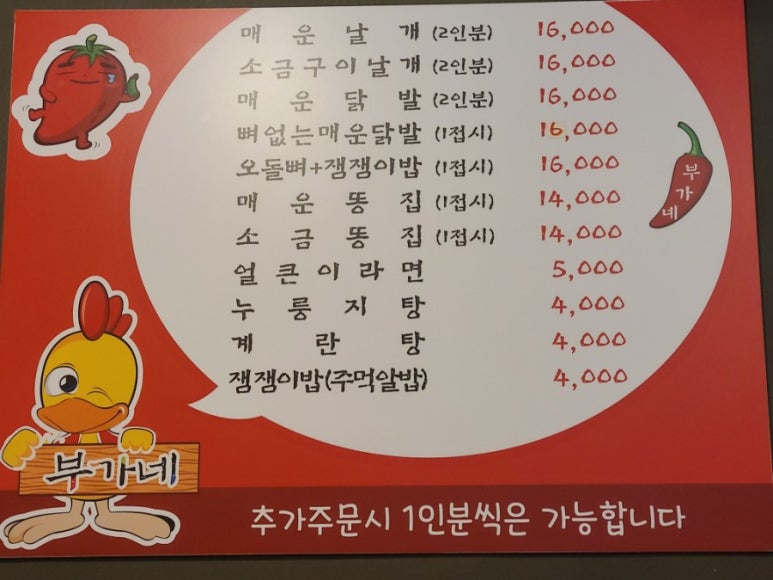 매운날개 (2인분) 16,000
소금구이날개 (2인분) 16,000
매운닭발 (2인분) 16,000
뼈없는매운닭발 (1접시) 16,000
오돌뼈+잼잼이밥 (1접시) 16,000
매운똥집 (1접시) 14,000
소금똥집 (1접시) 14,000
얼큰이라면 5,000
누룽지탕 4,000
계란탕 4,000
잼잼이밥(주먹알밥) 4,000
부가네
부가네
추가주문시 1인분씩은 가능합니다